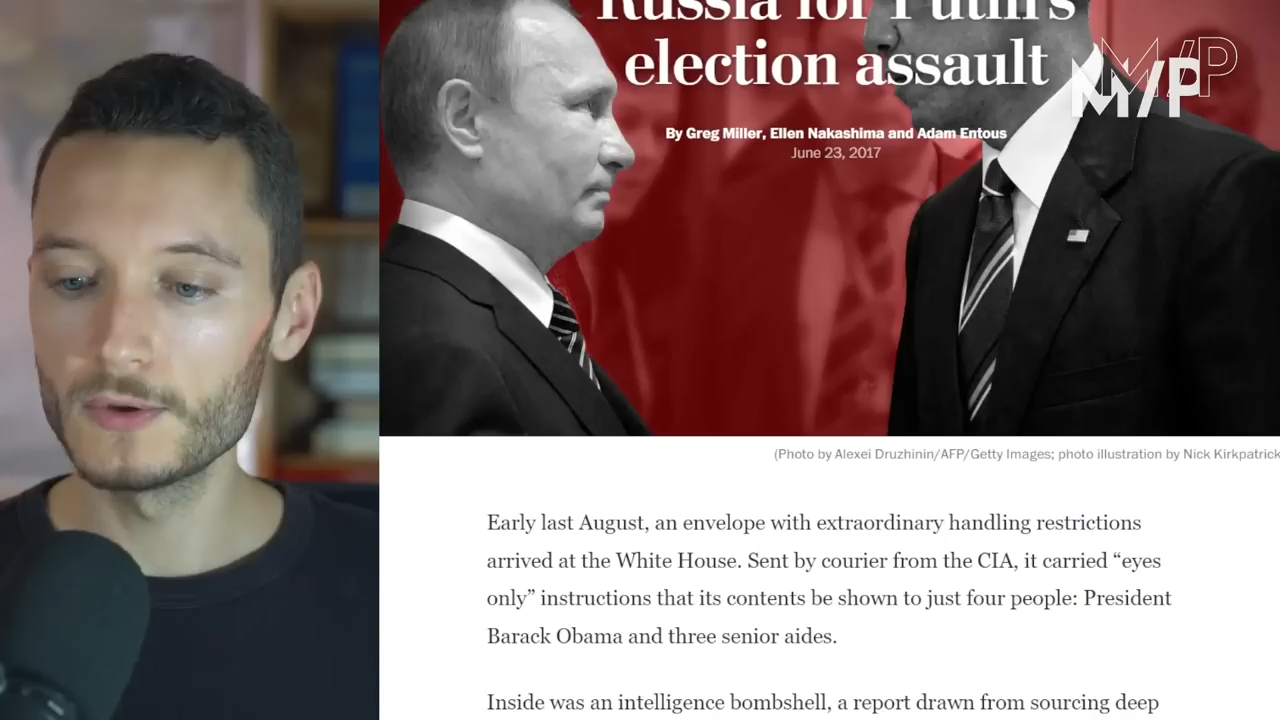 Russia for Putin's
election assault
M/P
M/P
By Greg Miller, Ellen Nakashima and Adam Entous
June 23, 2017
(Photo by Alexei Druzhinin/AFP/Getty Images; photo illustration by Nick Kirkpatrick
Early last August, an envelope with extraordinary handling restrictions
arrived at the White House. Sent by courier from the CIA, it carried “eyes
only” instructions that its contents be shown to just four people: President
Barack Obama and three senior aides.
Inside was an intelligence bombshell, a report drawn from sourcing deep